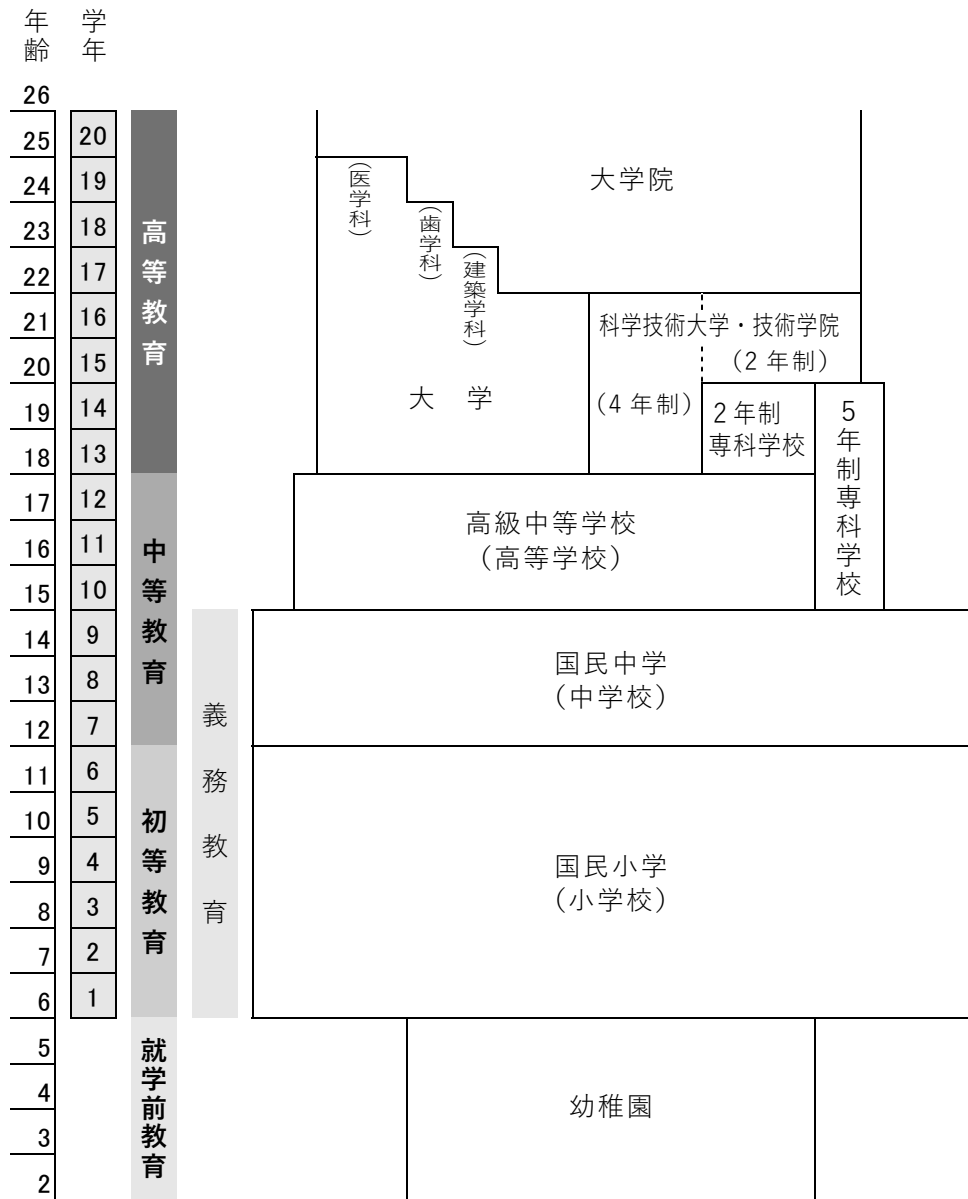 年齢
学年
26
25
24
23
22
21
20
19
18
17
16
15
14
13
12
11
10
9
8
7
6
5
4
3
2
20
19
18
17
16
15
14
13
12
11
10
9
8
7
6
5
4
3
2
1
高等教育
中等教育
初等教育
就学前教育
義務教育
大学院
(医学科)
(歯学科)
(建築学科)
大学
科学技術大学・技術学院
(2年制)
(4年制)
2年制
専科学校
5年制専科学校
高級中等学校
(高等学校)
国民中学
(中学校)
国民小学
(小学校)
幼稚園